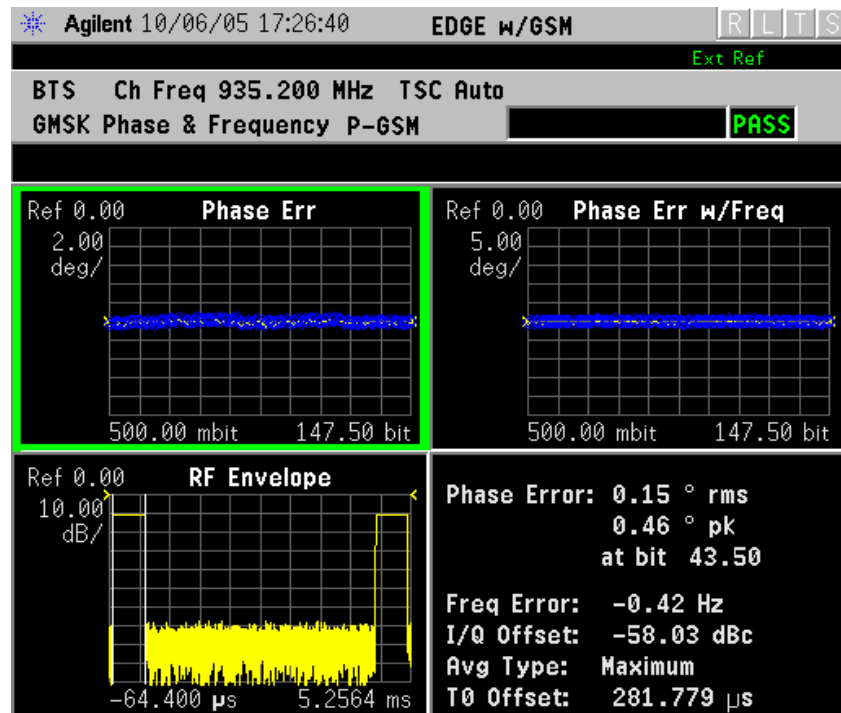 Agilent 10/06/05 17:26:40 EDGE w/GSM R L T S
Ext Ref
BTS Ch Freq 935.200 MHz TSC Auto
GMSK Phase & Frequency P-GSM PASS
Ref 0.00 Phase Err
2.00
deg/
500.00 mbit 147.50 bit
Ref 0.00 Phase Err w/Freq
5.00
deg/
500.00 mbit 147.50 bit
Ref 0.00 RF Envelope
10.00
dB/
-64.400 µs 5.2564 ms
Phase Error: 0.15 ° rms
0.46 ° pk
at bit 43.50
Freq Error: -0.42 Hz
I/Q Offset: -58.03 dBc
Avg Type: Maximum
T0 Offset: 281.779 µs